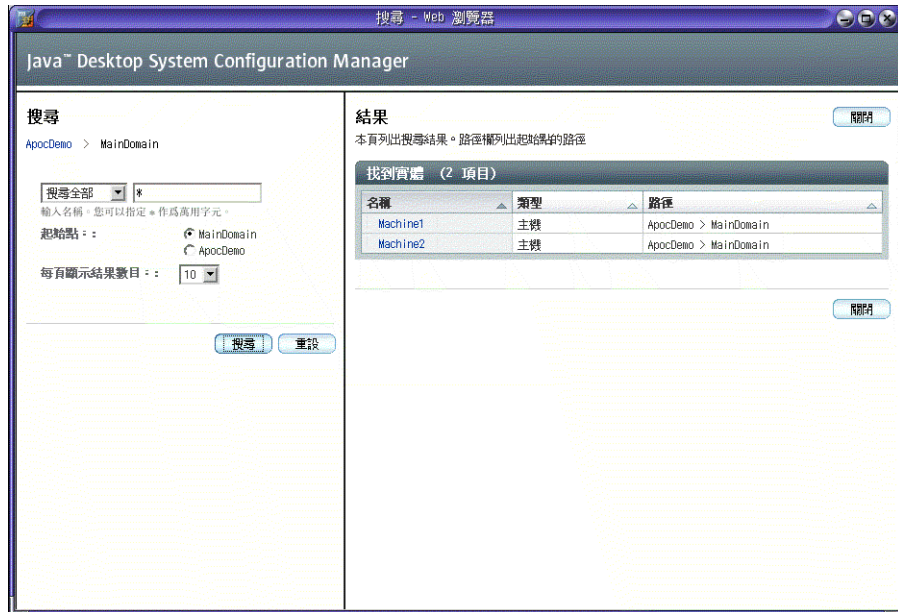 搜尋 - Web 瀏覽器
Java™ Desktop System Configuration Manager
搜尋
ApocDemo > MainDomain
搜尋全部 *
輸入名稱。您可以指定 * 作爲萬用字元。
起始點：:
MainDomain
ApocDemo
每頁顯示結果數目：: 10
搜尋 重設
結果 關閉
本頁列出搜尋結果。路徑欄列出起始點的路徑
找到實體 (2 項目)
名稱 類型 路徑
Machine1 主機 ApocDemo > MainDomain
Machine2 主機 ApocDemo > MainDomain
關閉